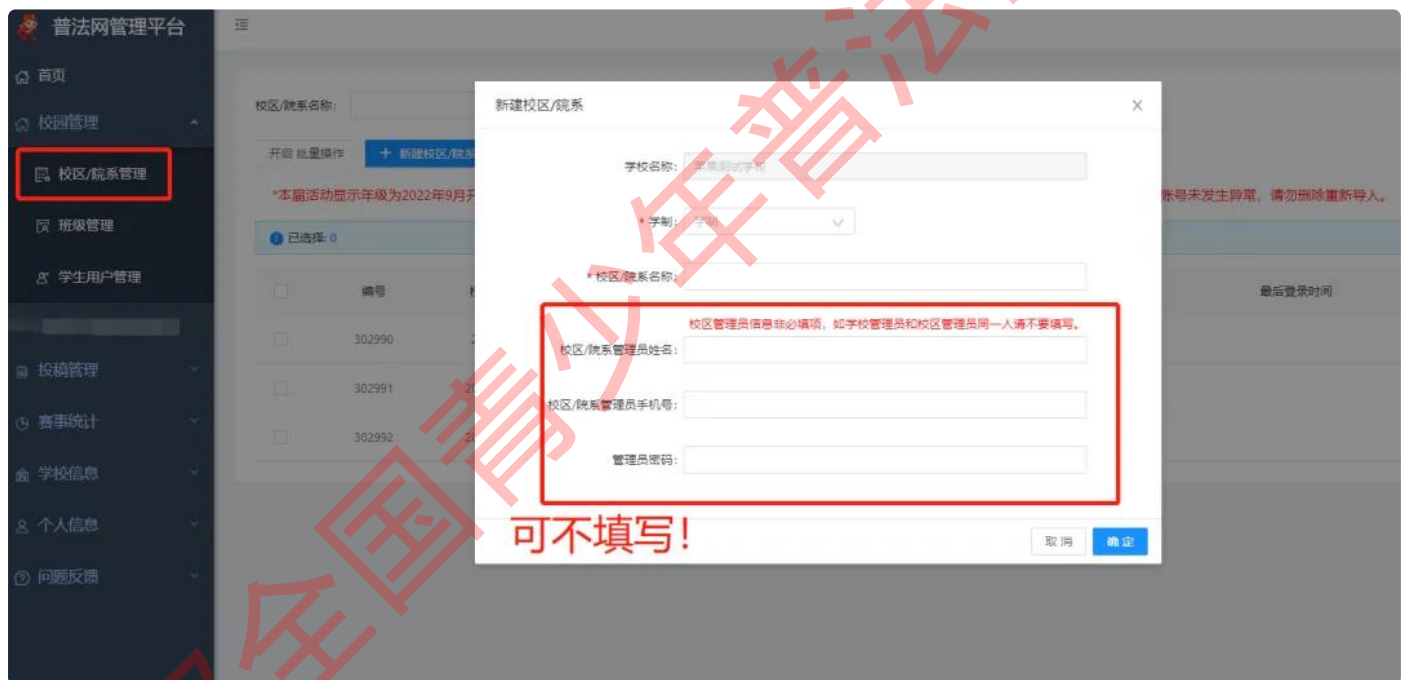 普法网管理平台
首页
校园管理
校区/院系管理
班级管理
学生用户管理
投稿管理
赛事统计
学校信息
个人信息
问题反馈
校区/院系名称:
开启 批量操作
+ 新建校区/院系
*本届活动显示年级为2022年9月开
账号未发生异常，请勿删除重新导入。
已选择: 0
编号
最后登录时间
302990
302991
302992
新建校区/院系
学校名称:
苹果测试学校
* 学制:
学制
* 校区/院系名称:
校区管理员信息非必填项，如学校管理员和校区管理员同一人请不要填写。
校区/院系管理员姓名:
校区/院系管理员手机号:
管理员密码:
可不填写！
取 消
确 定
全国青少年普法